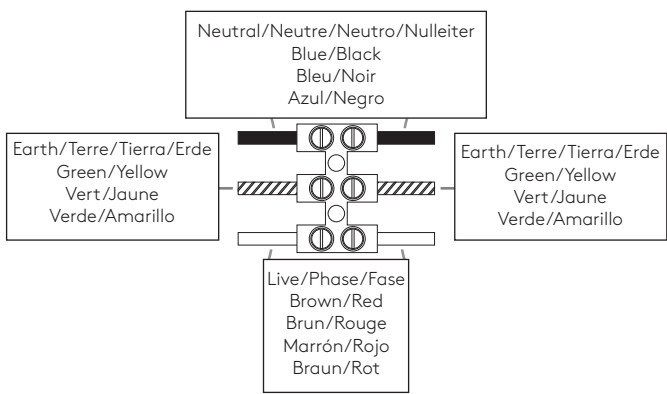 Neutral/Neutre/Neutro/Nulleiter
Blue/Black
Bleu/Noir
Azul/Negro
Earth/Terre/Tierra/Erde
Green/Yellow
Vert/Jaune
Verde/Amarillo
Earth/Terre/Tierra/Erde
Green/Yellow
Vert/Jaune
Verde/Amarillo
Live/Phase/Fase
Brown/Red
Brun/Rouge
Marrón/Rojo
Braun/Rot